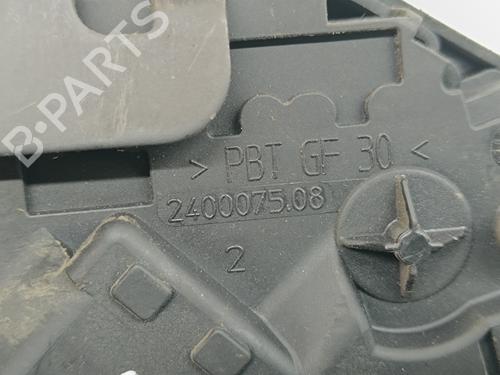 B-PARTS
> PBT GF 30 <
2400075.08
2